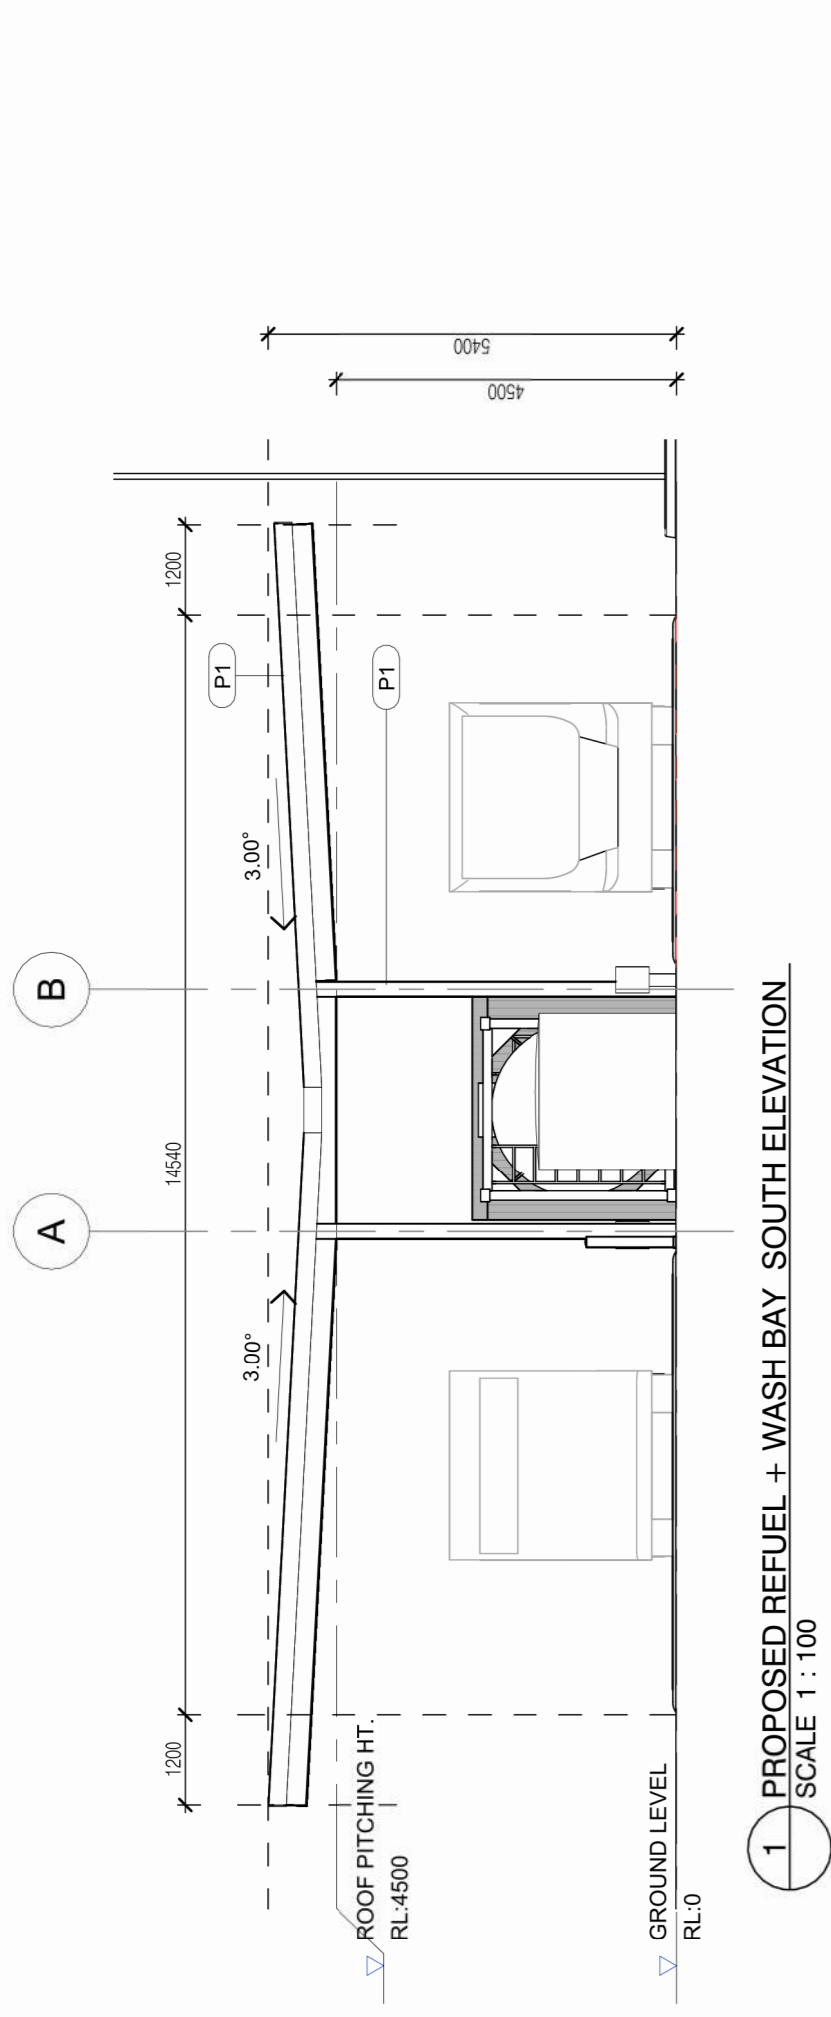 A
B
1200
14540
1200
3.00°
3.00°
P1
P1
5400
4500
ROOF PITCHING HT.
RL:4500
GROUND LEVEL
RL:0
1
PROPOSED REFUEL + WASH BAY SOUTH ELEVATION
SCALE 1 : 100